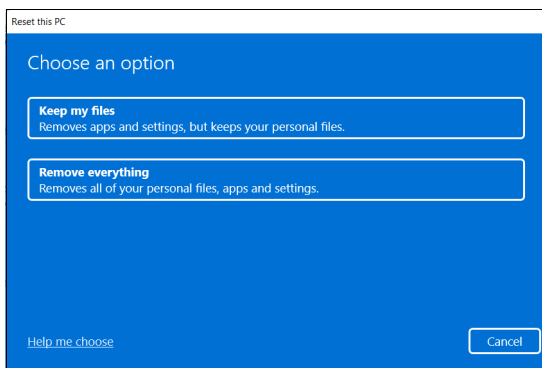 Reset this PC
Choose an option
Keep my files
Removes apps and settings, but keeps your personal files.
Remove everything
Removes all of your personal files, apps and settings.
Help me choose
Cancel